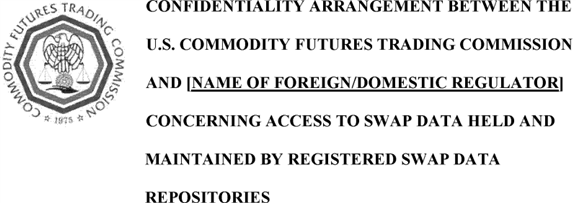 CONFIDENTIALITY ARRANGEMENT BETWEEN THE
U.S. COMMODITY FUTURES TRADING COMMISSION
AND [NAME OF FOREIGN/DOMESTIC REGULATOR]
CONCERNING ACCESS TO SWAP DATA HELD AND
MAINTAINED BY REGISTERED SWAP DATA
REPOSITORIES
COMMODITY FUTURES TRADING COMMISSION
★ 1975 ★